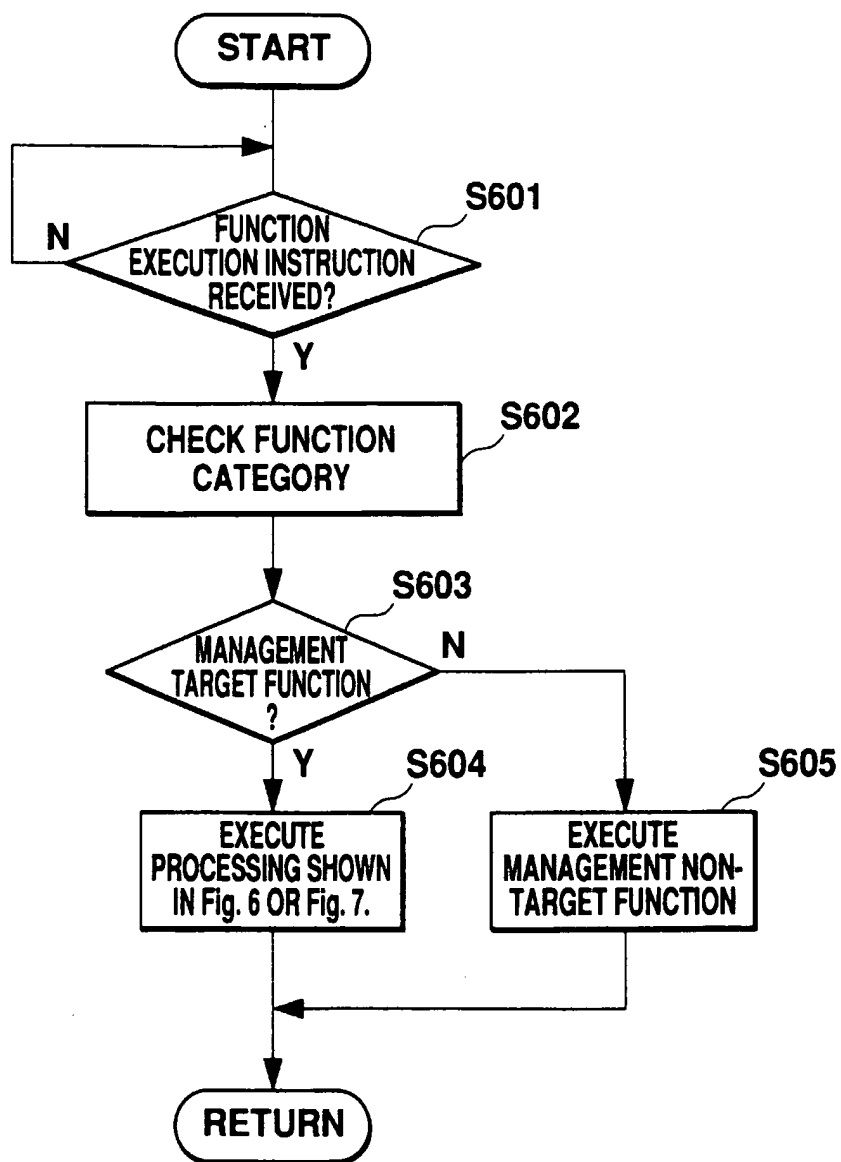 START
S601
N
FUNCTION
EXECUTION INSTRUCTION
RECEIVED?
Y
S602
CHECK FUNCTION
CATEGORY
S603
MANAGEMENT
TARGET FUNCTION
?
N
Y
S604
EXECUTE
PROCESSING SHOWN
IN Fig. 6 OR Fig. 7.
S605
EXECUTE
MANAGEMENT NON-
TARGET FUNCTION
RETURN